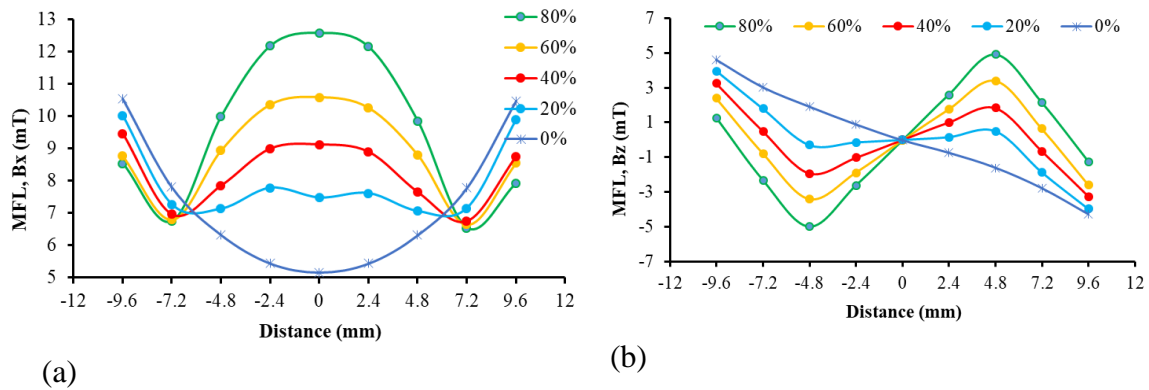 13
12
11
10
9
8
7
6
5
MFL, Bx (mT)
-12 -9.6 -7.2 -4.8 -2.4 0 2.4 4.8 7.2 9.6 12
Distance (mm)
80%
60%
40%
20%
0%
(a)
80% 60% 40% 20% 0%
7
5
3
1
-1
-3
-5
-7
MFL, Bz (mT)
-12 -9.6 -7.2 -4.8 -2.4 0 2.4 4.8 7.2 9.6 12
Distance (mm)
(b)